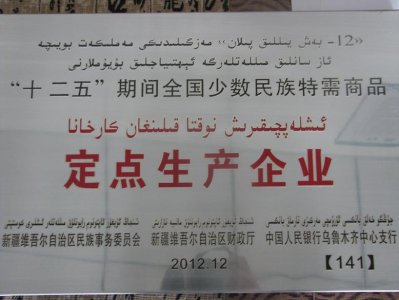 «12- بەش يىللىق پىلان» مەزگىلىدىكى مەملىكەت بويىچە
ئاز سانلىق مىللەتلەرگە ئېھتىياجلىق بۇيۇملارنى
“十二五”期间全国少数民族特需商品
ئىشلەپچىقىرىش نۇقتا قىلىنغان كارخانا
定点生产企业
新疆维吾尔自治区民族事务委员会 新疆维吾尔自治区财政厅 中国人民银行乌鲁木齐中心支行
2012.12 【141】